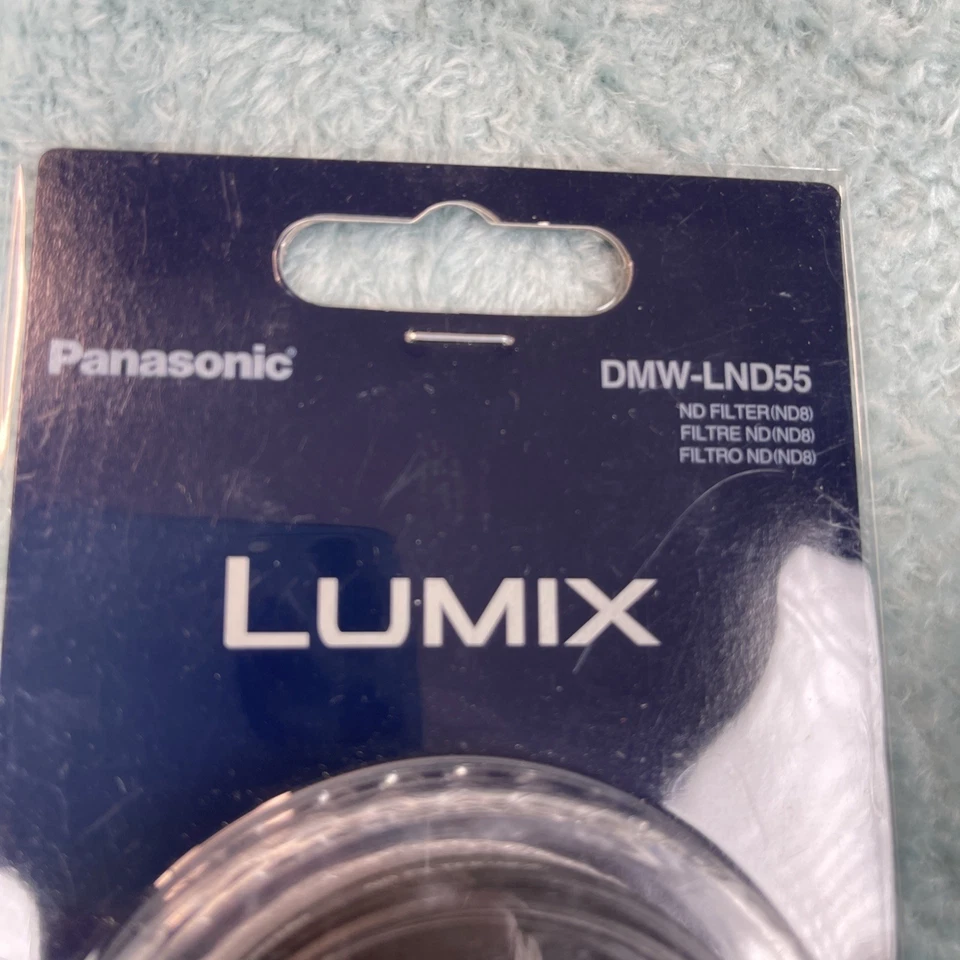 Panasonic
DMW-LND55
ND FILTER(ND8)
FILTRE ND(ND8)
FILTRO ND(ND8)
LUMIX